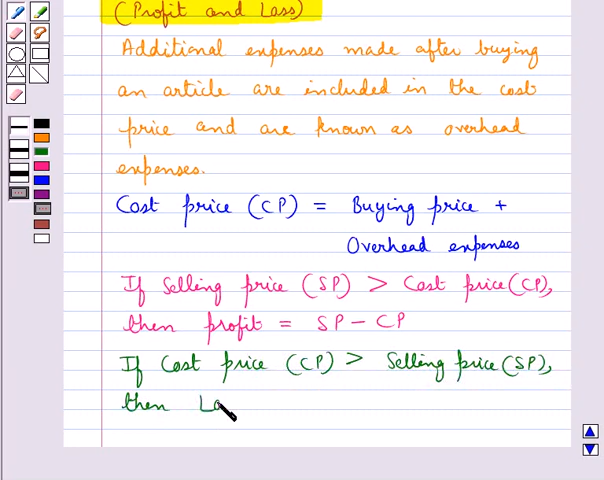 (Profit and Loss)
Additional expenses made after buying
an article are included in the cost
price and are known as overhead
expenses.
Cost price (CP) = Buying price +
Overhead expenses
If Selling price (SP) > Cost price (CP),
then profit = SP - CP
If Cost price (CP) > Selling price (SP),
then Lo